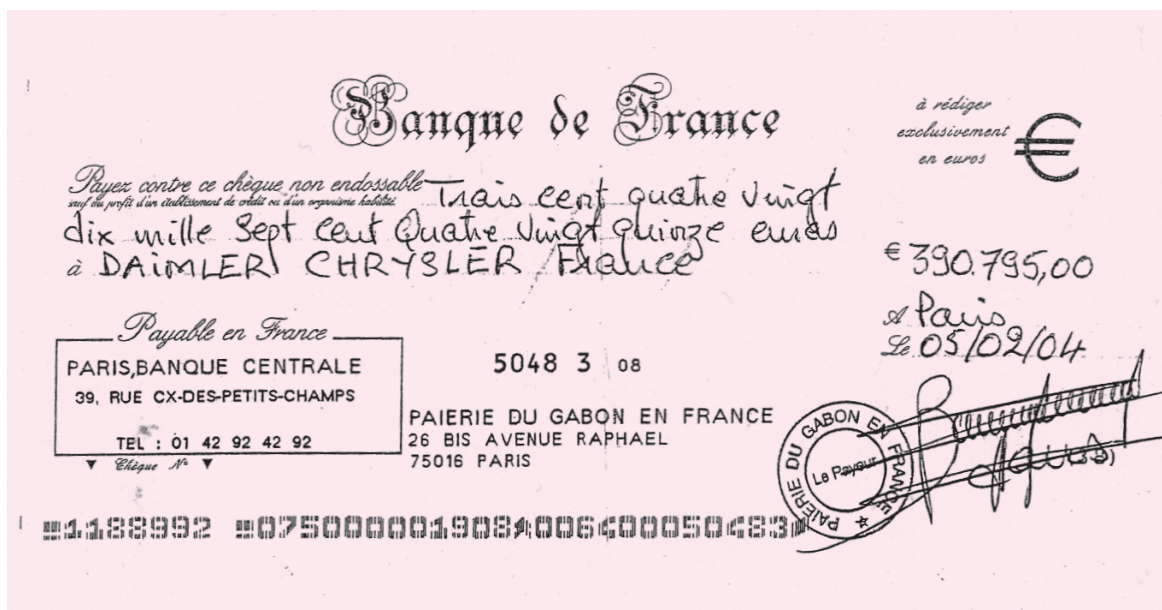 Banque de France
à rédiger
exclusivement
en euros
€
Payez contre ce chèque non endossable
sauf au profit d'un établissement de crédit ou d'un organisme habilité
Trais cent quatre vingt
dix mille Sept Cent Quatre vingt quinze euros
à DAIMLER CHRYSLER France
€ 390.795,00
A Paris
Le 05/02/04
Payable en France
PARIS,BANQUE CENTRALE
39, RUE CX-DES-PETITS-CHAMPS
TEL : 01 42 92 42 92
Chèque N°
5048 3 08
PAIERIE DU GABON EN FRANCE
26 BIS AVENUE RAPHAEL
75016 PARIS
PAIERIE DU GABON EN FRANCE
Le Payeur
1188992 075000001908A006400050483